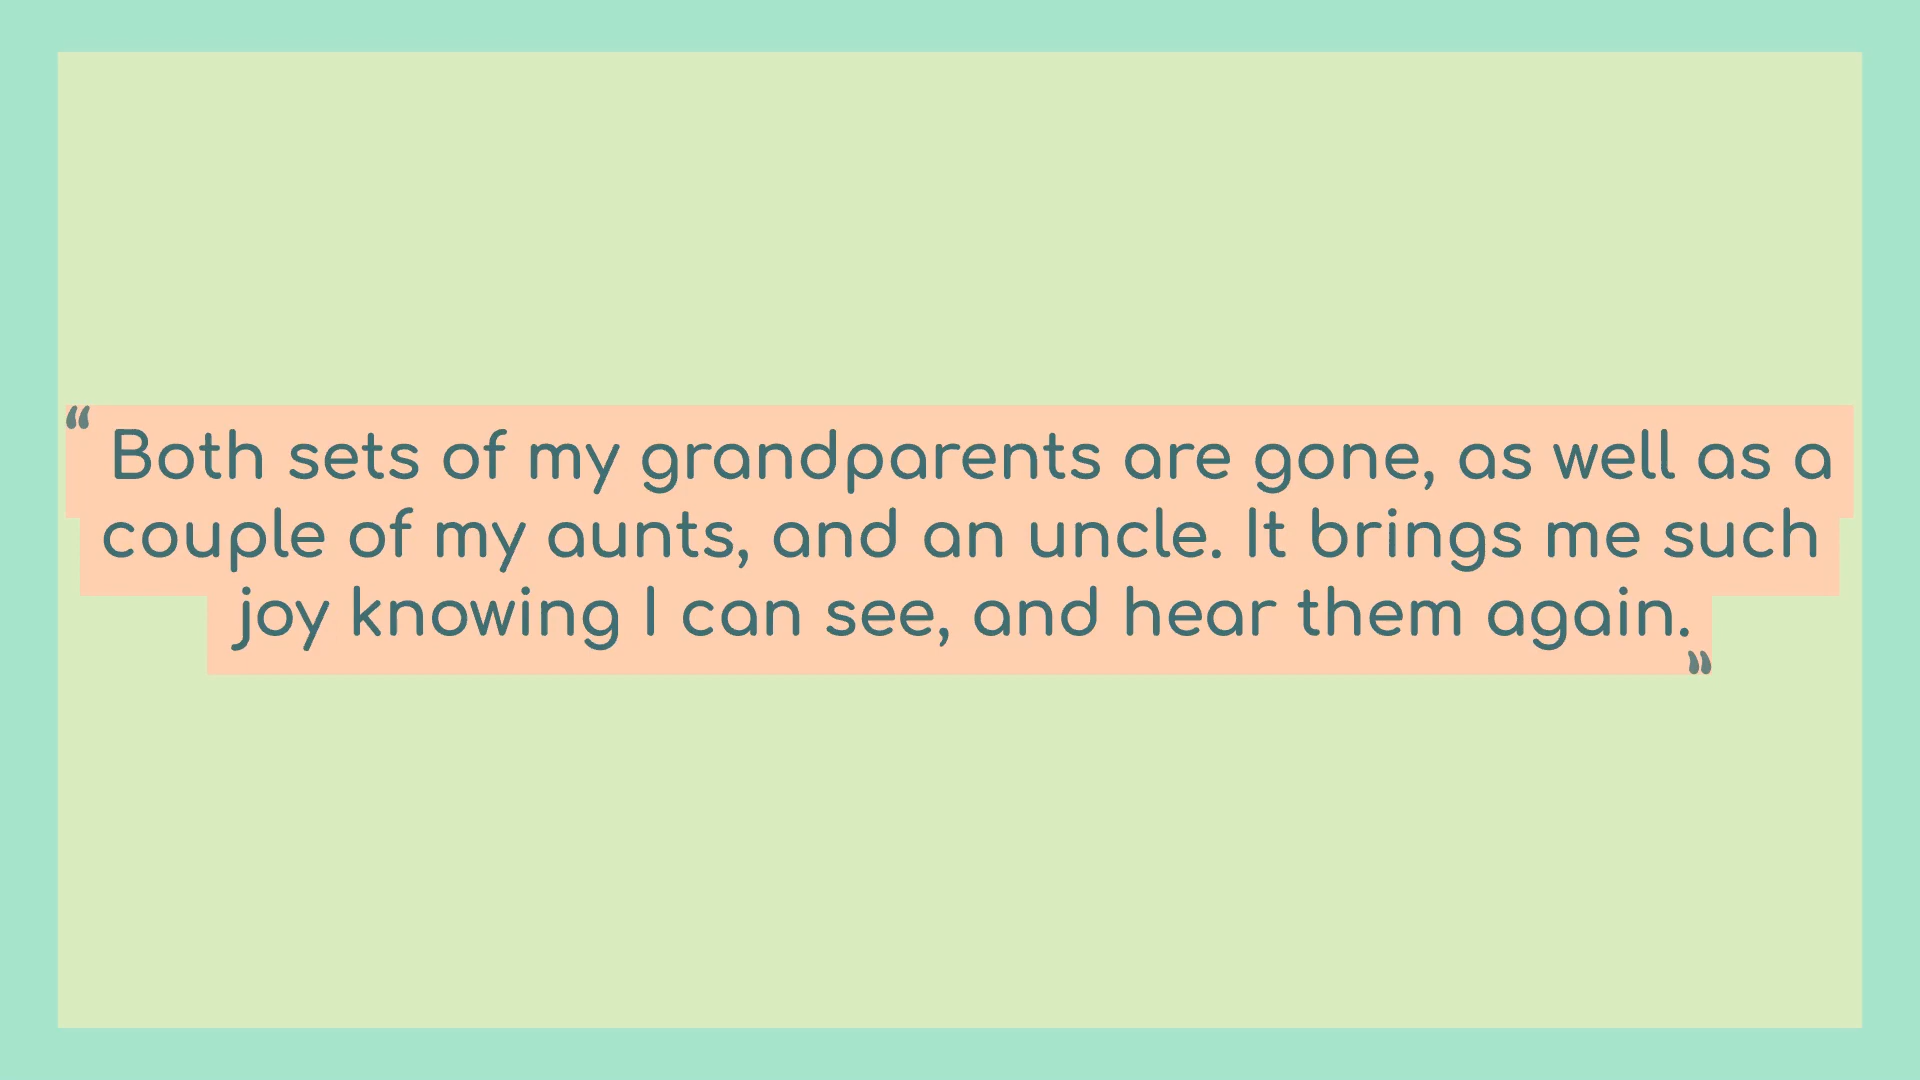 “Both sets of my grandparents are gone, as well as a
couple of my aunts, and an uncle. It brings me such
joy knowing I can see, and hear them again.”